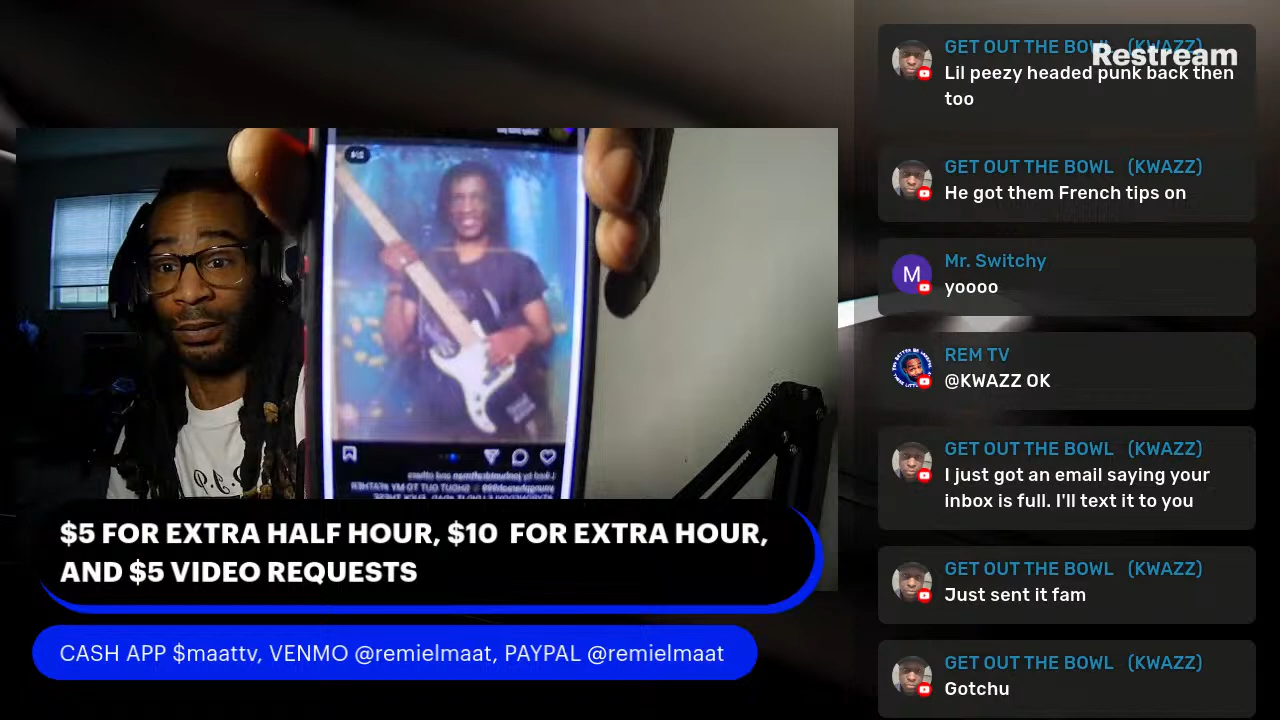 GET OUT THE BOWL (KWAZZ)
Restream
Lil peezy headed punk back then
too
GET OUT THE BOWL (KWAZZ)
He got them French tips on
Mr. Switchy
M
yoooo
REM TV
@KWAZZ OK
GET OUT THE BOWL (KWAZZ)
I just got an email saying your
inbox is full. I'll text it to you
GET OUT THE BOWL (KWAZZ)
Just sent it fam
GET OUT THE BOWL (KWAZZ)
Gotchu
P.E.
$5 FOR EXTRA HALF HOUR, $10 FOR EXTRA HOUR,
AND $5 VIDEO REQUESTS
CASH APP $maattv, VENMO @remielmaat, PAYPAL @remielmaat